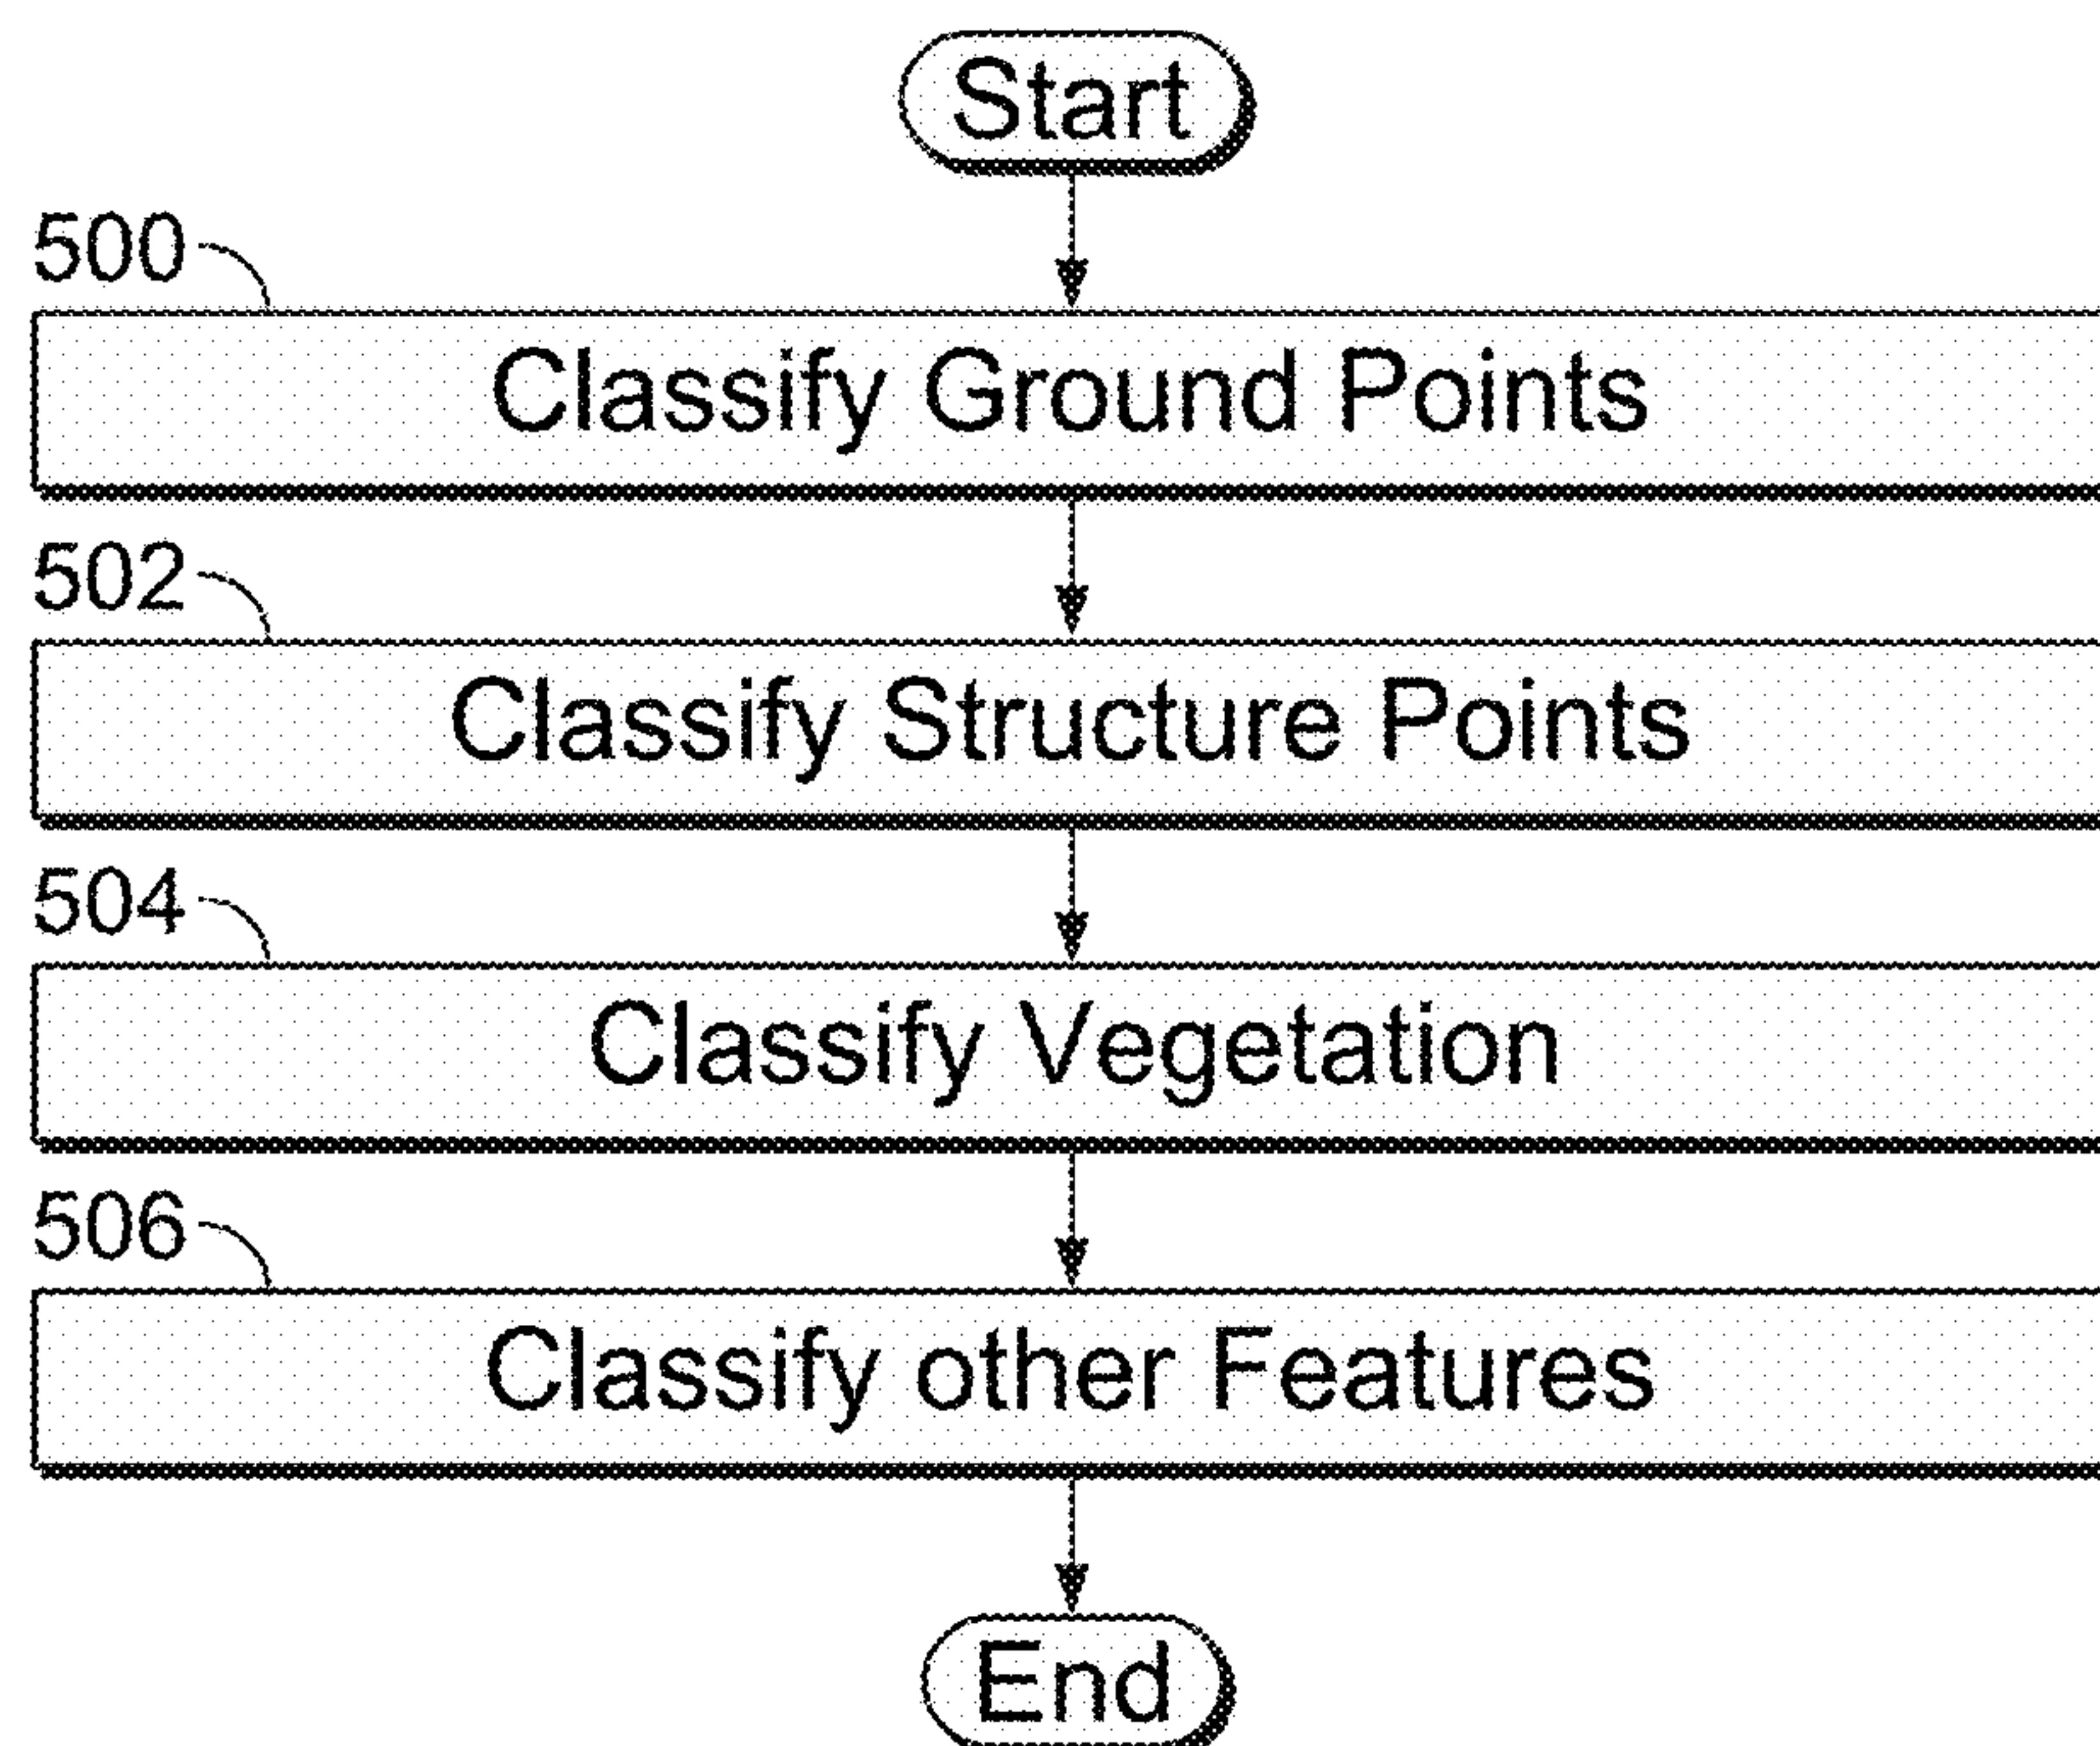 Start
500
Classify Ground Points
502
Classify Structure Points
504
Classify Vegetation
506
Classify other Features
End